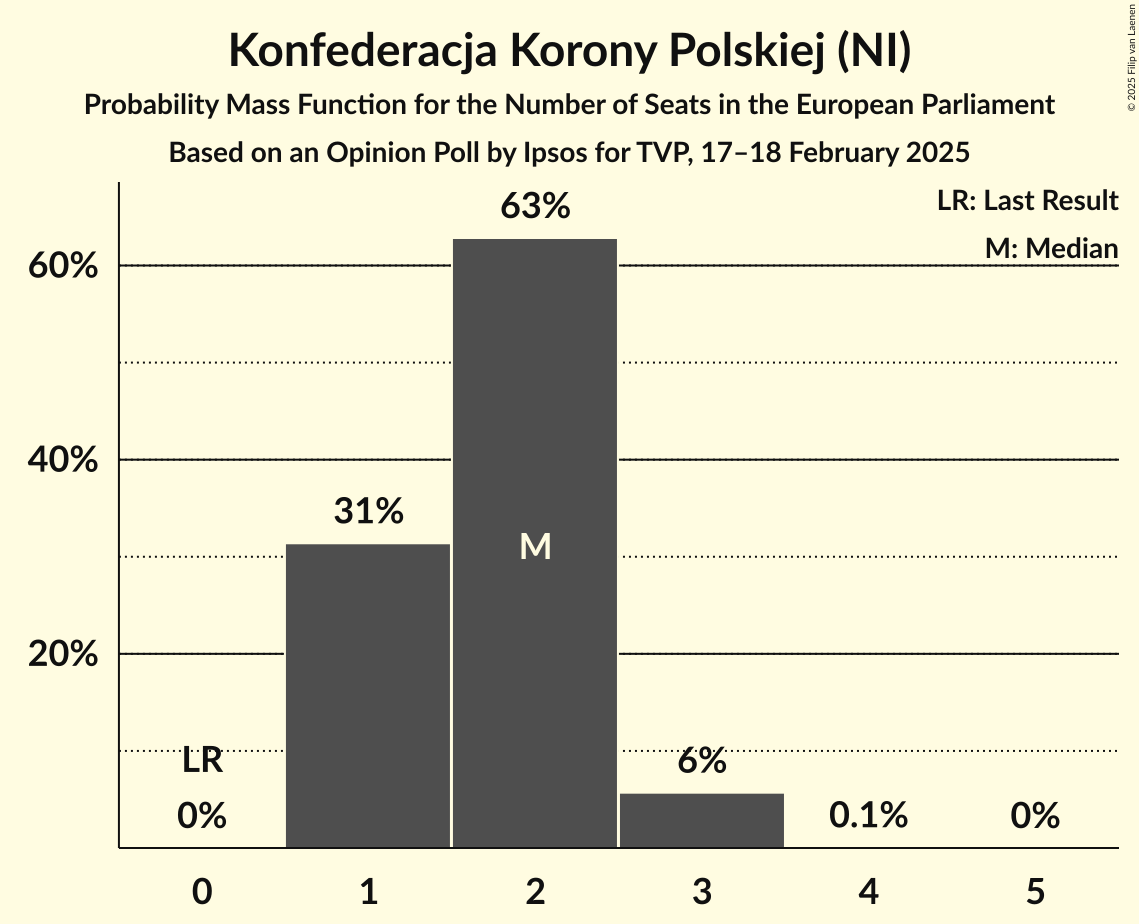 Konfederacja Korony Polskiej (NI)
Probability Mass Function for the Number of Seats in the European Parliament
Based on an Opinion Poll by Ipsos for TVP, 17–18 February 2025
© 2025 Filip van Laenen
LR: Last Result
M: Median
63%
60%
40%
31%
M
20%
LR
6%
0%
0.1%
0%
0 1 2 3 4 5